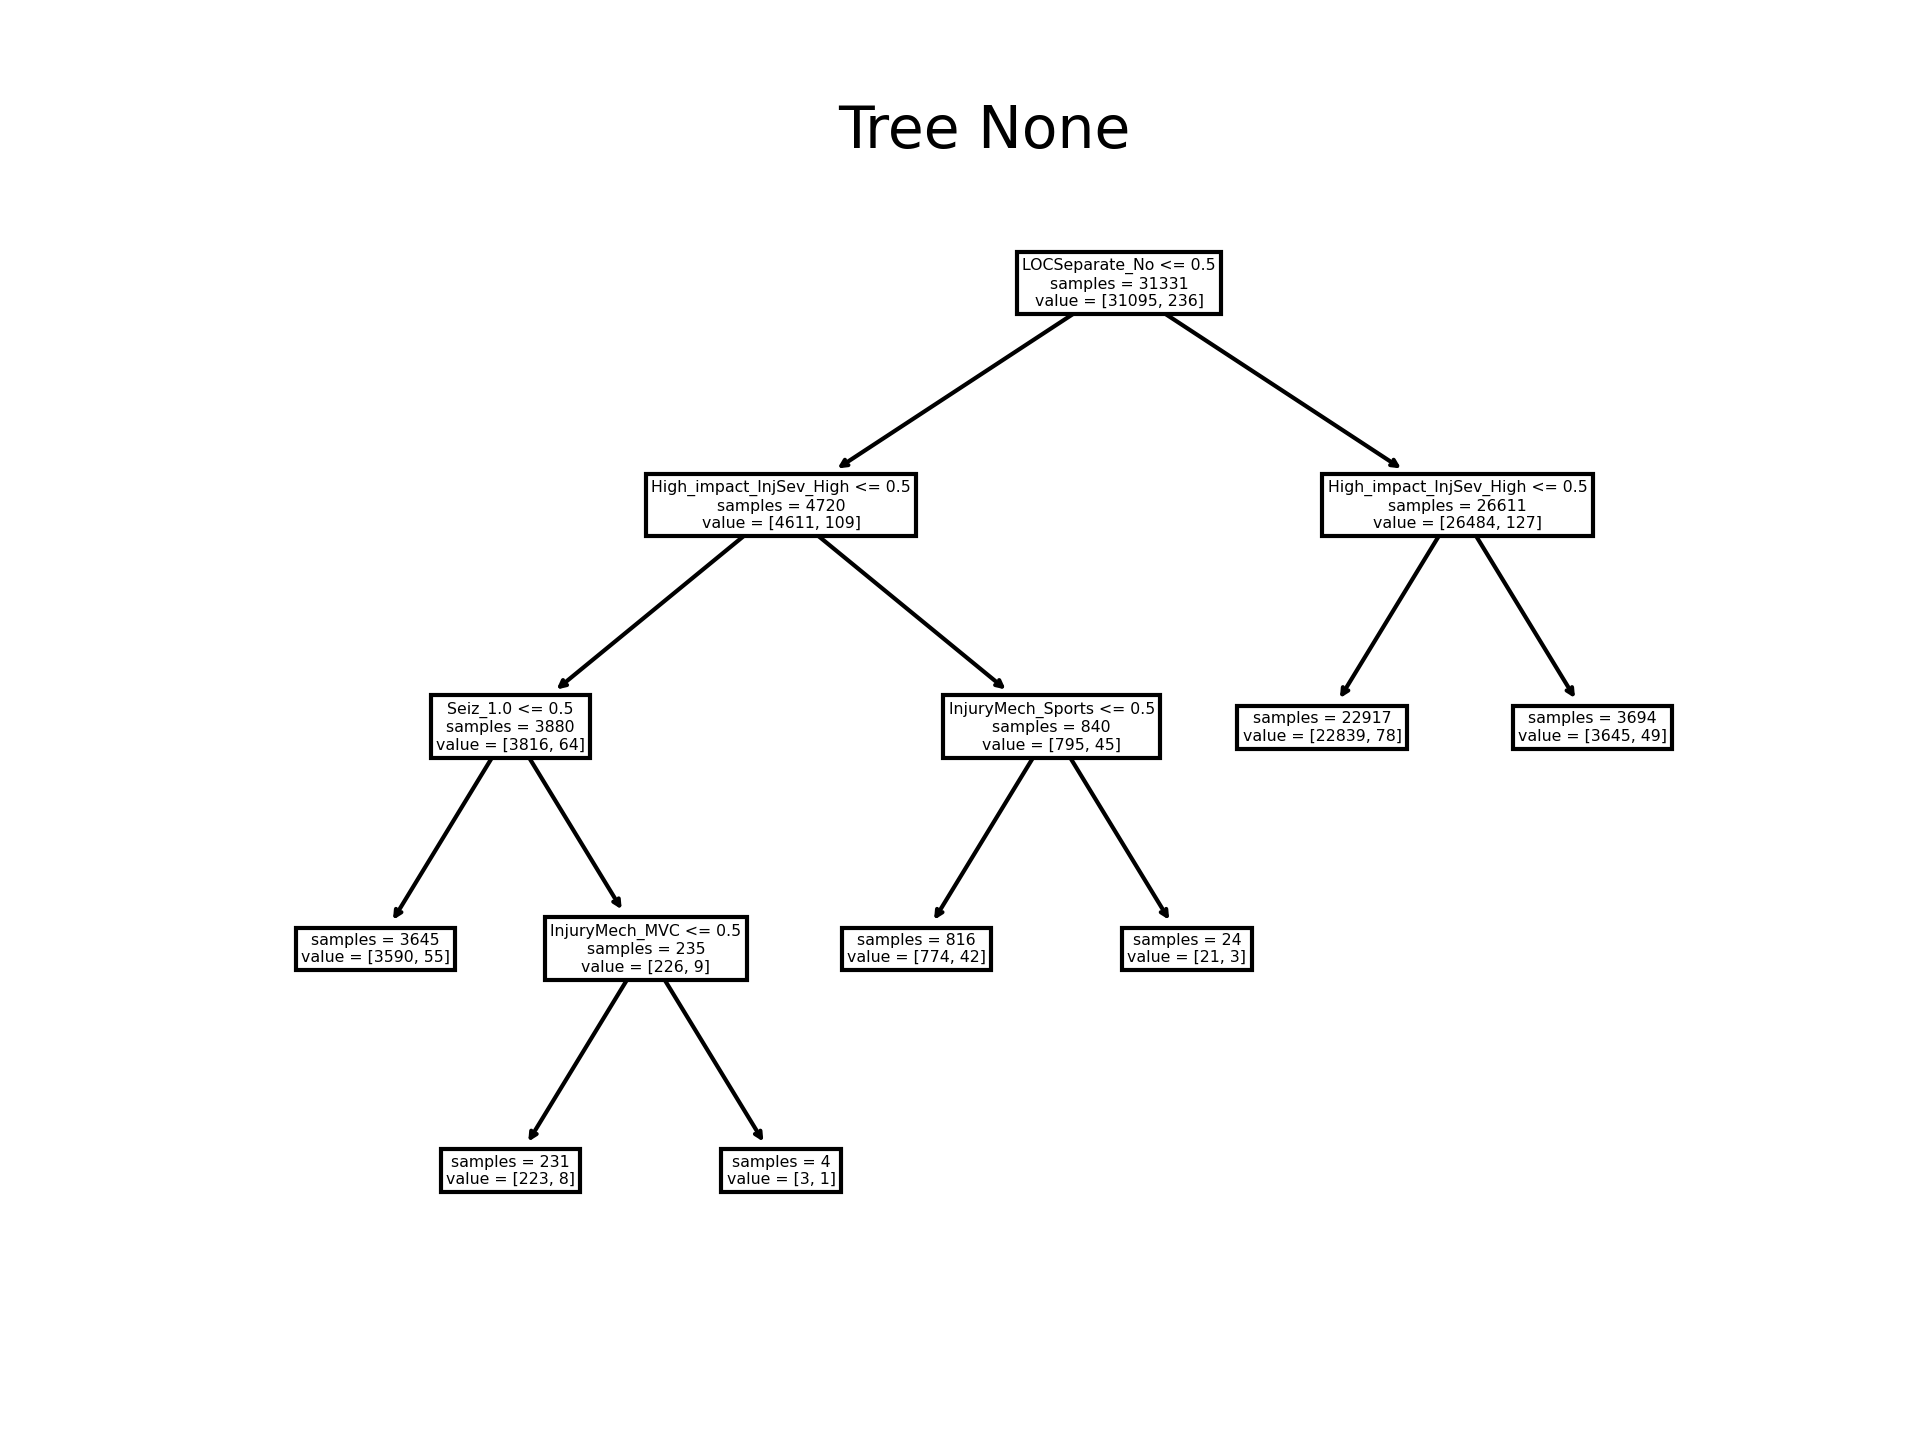 Tree None
LOCSeparate_No <= 0.5
samples = 31331
value = [31095, 236]
High_impact_InjSev_High <= 0.5
samples = 4720
value = [4611, 109]
High_impact_InjSev_High <= 0.5
samples = 26611
value = [26484, 127]
Seiz_1.0 <= 0.5
samples = 3880
value = [3816, 64]
InjuryMech_Sports <= 0.5
samples = 840
value = [795, 45]
samples = 22917
value = [22839, 78]
samples = 3694
value = [3645, 49]
samples = 3645
value = [3590, 55]
InjuryMech_MVC <= 0.5
samples = 235
value = [226, 9]
samples = 816
value = [774, 42]
samples = 24
value = [21, 3]
samples = 231
value = [223, 8]
samples = 4
value = [3, 1]